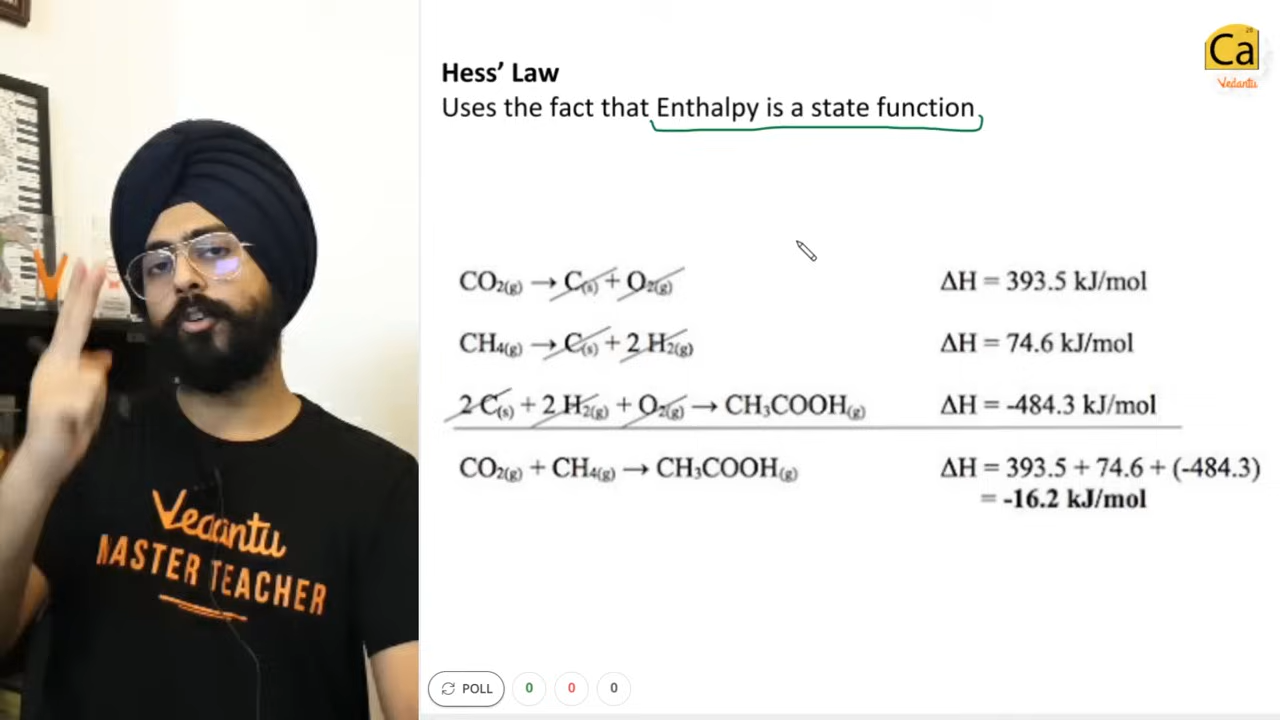 Ca
20
Vedantu
Hess’ Law
Uses the fact that Enthalpy is a state function
CO₂(g) → C(s) + O₂(g) ΔH = 393.5 kJ/mol
CH₄(g) → C(s) + 2 H₂(g) ΔH = 74.6 kJ/mol
2 C(s) + 2 H₂(g) + O₂(g) → CH₃COOH(g) ΔH = -484.3 kJ/mol
CO₂(g) + CH₄(g) → CH₃COOH(g) ΔH = 393.5 + 74.6 + (-484.3)
= -16.2 kJ/mol
V
Vedantu
MASTER TEACHER
POLL 0 0 0